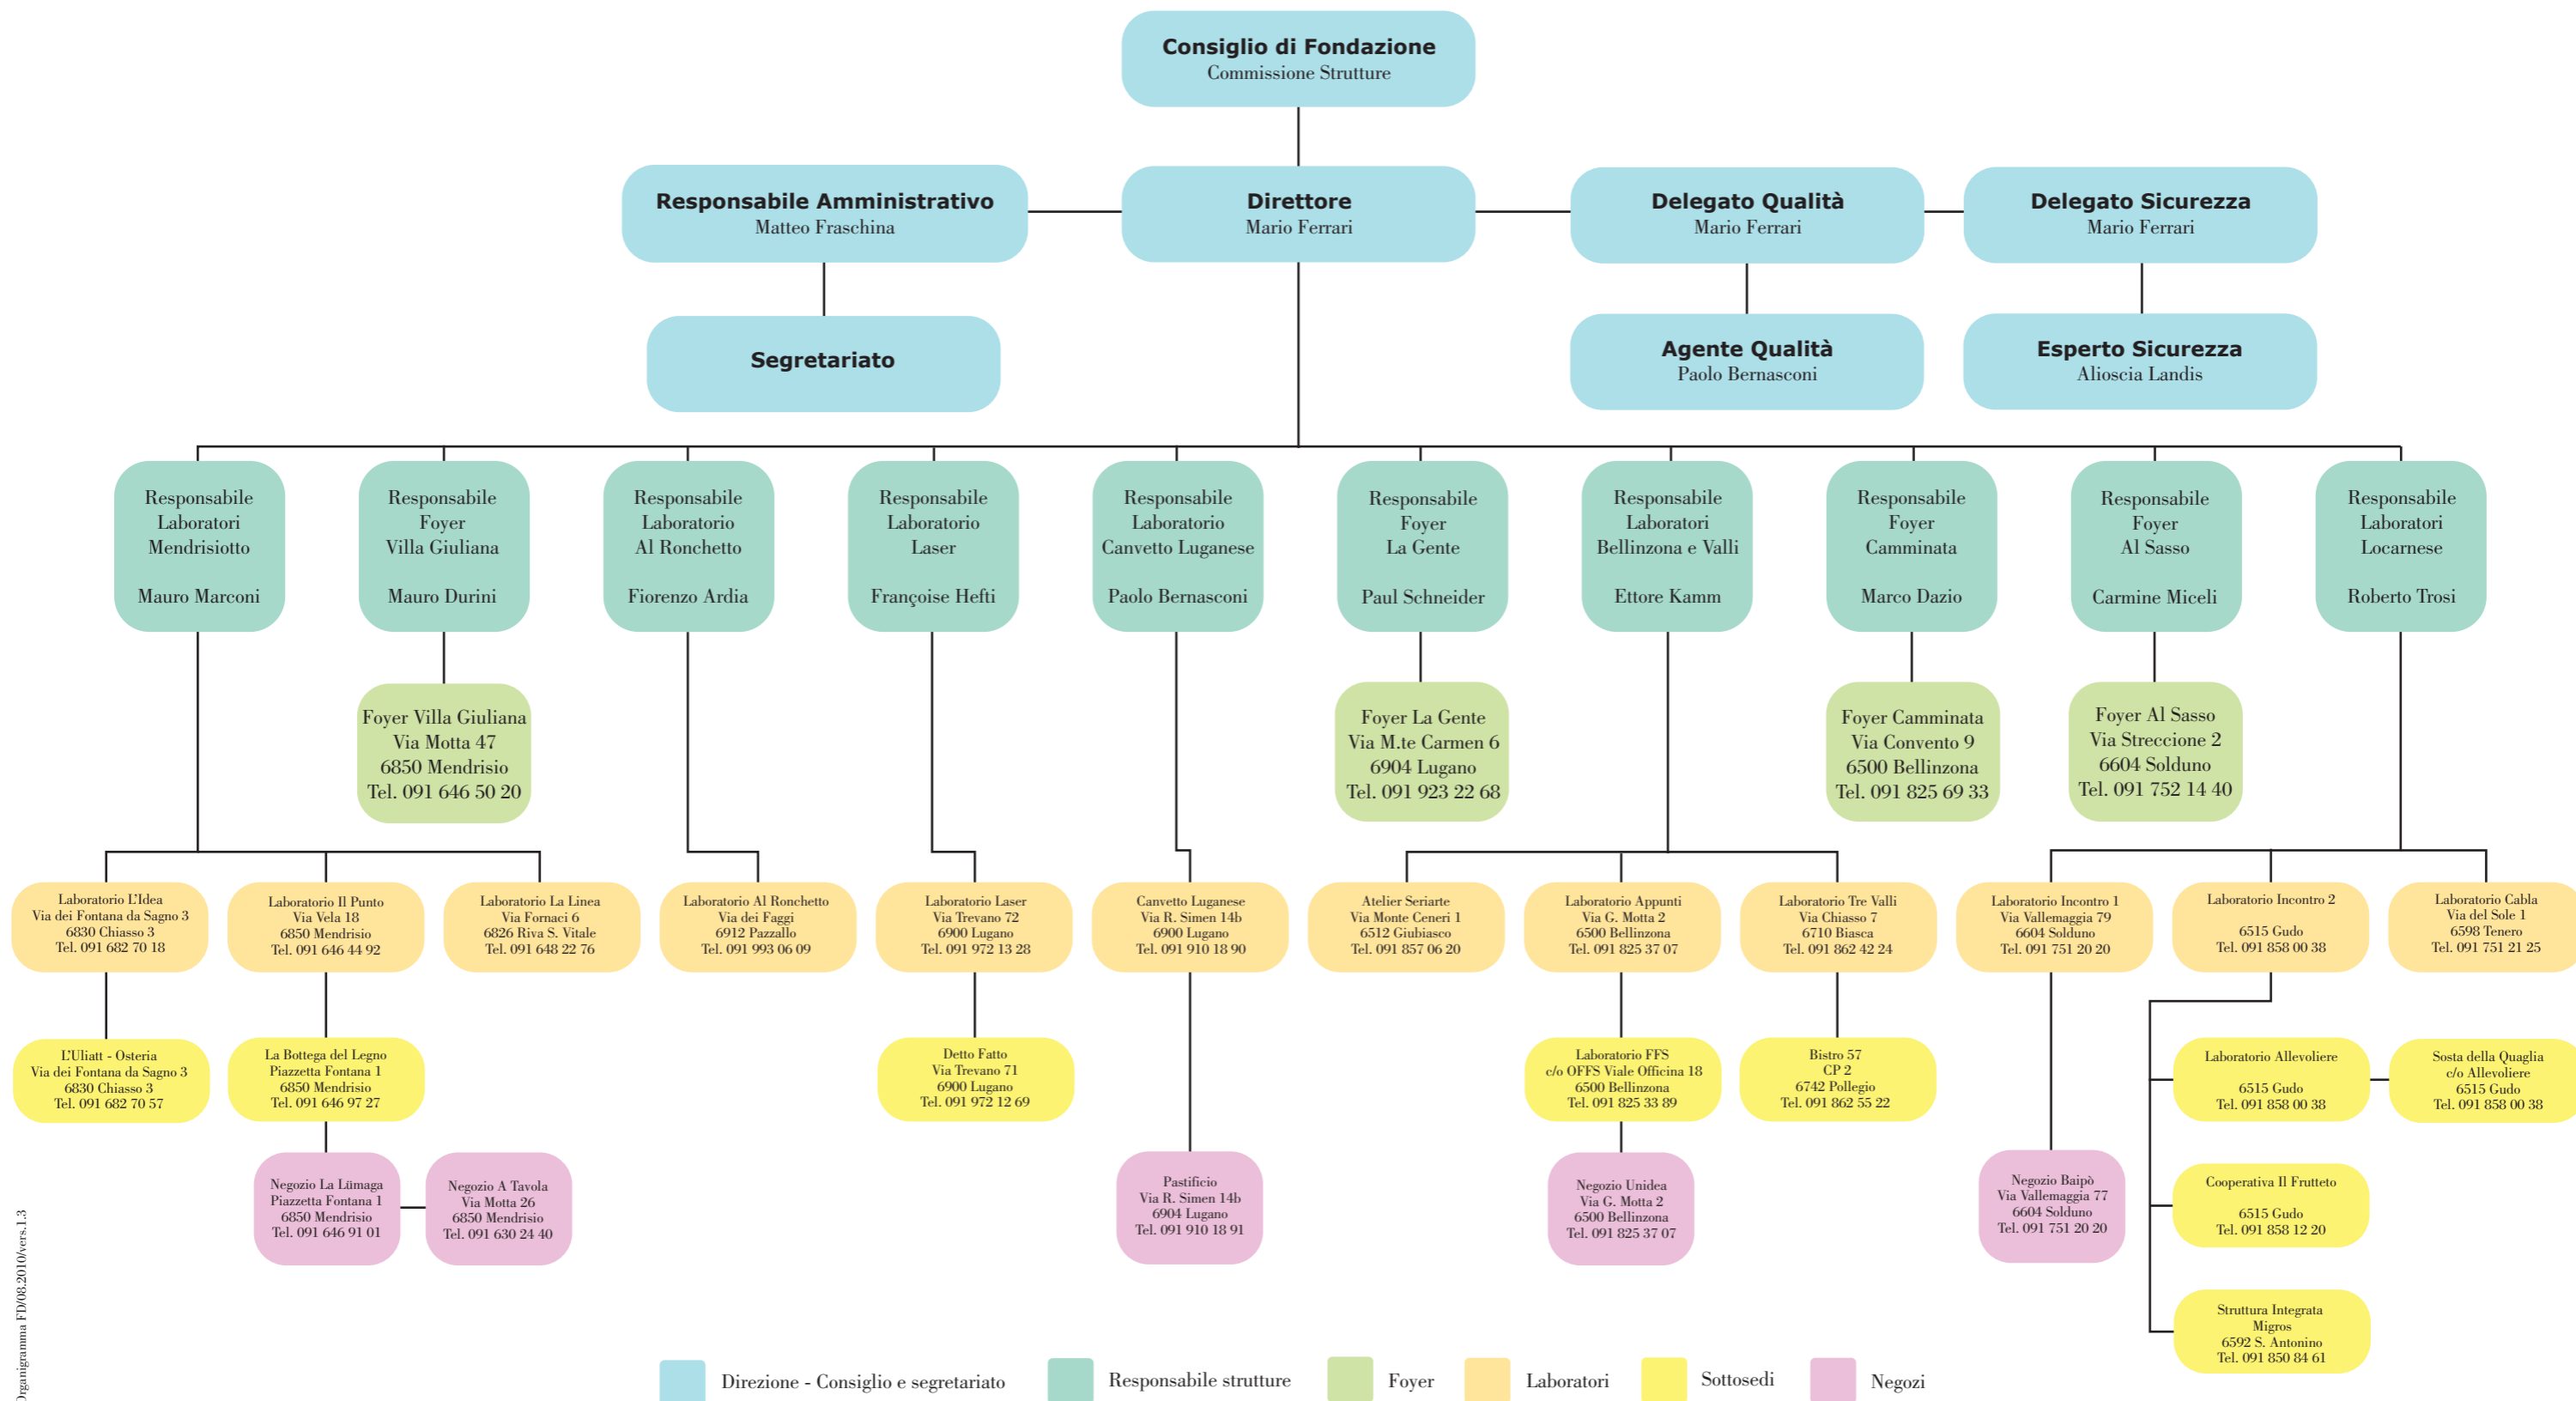 Consiglio di Fondazione
Commissione Strutture
Responsabile Amministrativo
Matteo Fraschina
Direttore
Mario Ferrari
Delegato Qualità
Mario Ferrari
Delegato Sicurezza
Mario Ferrari
Segretariato
Agente Qualità
Paolo Bernasconi
Esperto Sicurezza
Alioscia Landis
Responsabile
Laboratori
Mendrisiotto
Mauro Marconi
Responsabile
Foyer
Villa Giuliana
Mauro Durini
Responsabile
Laboratorio
Al Ronchetto
Fiorenzo Ardia
Responsabile
Laboratorio
Laser
Françoise Hefti
Responsabile
Laboratorio
Canvetto Luganese
Paolo Bernasconi
Responsabile
Foyer
La Gente
Paul Schneider
Responsabile
Laboratori
Bellinzona e Valli
Ettore Kamm
Responsabile
Foyer
Camminata
Marco Dazio
Responsabile
Foyer
Al Sasso
Carmine Miceli
Responsabile
Laboratori
Locarnese
Roberto Trosi
Foyer Villa Giuliana
Via Motta 47
6850 Mendrisio
Tel. 091 646 50 20
Foyer La Gente
Via M.te Carmen 6
6904 Lugano
Tel. 091 923 22 68
Foyer Camminata
Via Convento 9
6500 Bellinzona
Tel. 091 825 69 33
Foyer Al Sasso
Via Streccione 2
6604 Solduno
Tel. 091 752 14 40
Laboratorio L'Idea
Via dei Fontana da Sagno 3
6830 Chiasso 3
Tel. 091 682 70 18
Laboratorio Il Punto
Via Vela 18
6850 Mendrisio
Tel. 091 646 44 92
Laboratorio La Linea
Via Fornaci 6
6826 Riva S. Vitale
Tel. 091 648 22 76
Laboratorio Al Ronchetto
Via dei Faggi
6912 Pazzallo
Tel. 091 993 06 09
Laboratorio Laser
Via Trevano 72
6900 Lugano
Tel. 091 972 13 28
Canvetto Luganese
Via R. Simen 14b
6900 Lugano
Tel. 091 910 18 90
Atelier Seriarte
Via Monte Ceneri 1
6512 Giubiasco
Tel. 091 857 06 20
Laboratorio Appunti
Via G. Motta 2
6500 Bellinzona
Tel. 091 825 37 07
Laboratorio Tre Valli
Via Chiasso 7
6710 Biasca
Tel. 091 862 42 24
Laboratorio Incontro 1
Via Vallemaggia 79
6604 Solduno
Tel. 091 751 20 20
Laboratorio Incontro 2
6515 Gudo
Tel. 091 858 00 38
Laboratorio Cabla
Via del Sole 1
6598 Tenero
Tel. 091 751 21 25
L'Uliatt - Osteria
Via dei Fontana da Sagno 3
6830 Chiasso 3
Tel. 091 682 70 57
La Bottega del Legno
Piazzetta Fontana 1
6850 Mendrisio
Tel. 091 646 97 27
Detto Fatto
Via Trevano 71
6900 Lugano
Tel. 091 972 12 69
Laboratorio FFS
c/o OFFS Viale Officina 18
6500 Bellinzona
Tel. 091 825 33 89
Bistro 57
CP 2
6742 Pollegio
Tel. 091 862 55 22
Laboratorio Allevoliere
6515 Gudo
Tel. 091 858 00 38
Sosta della Quaglia
c/o Allevoliere
6515 Gudo
Tel. 091 858 00 38
Negozio La Lümaga
Piazzetta Fontana 1
6850 Mendrisio
Tel. 091 646 91 01
Negozio A Tavola
Via Motta 26
6850 Mendrisio
Tel. 091 630 24 40
Pastificio
Via R. Simen 14b
6904 Lugano
Tel. 091 910 18 91
Negozio Unidea
Via G. Motta 2
6500 Bellinzona
Tel. 091 825 37 07
Negozio Baipò
Via Vallemaggia 77
6604 Solduno
Tel. 091 751 20 20
Cooperativa Il Frutteto
6515 Gudo
Tel. 091 858 12 20
Struttura Integrata
Migros
6592 S. Antonino
Tel. 091 850 84 61
Organigramma FD/08.2010/vers.1.3
Direzione - Consiglio e segretariato
Responsabile strutture
Foyer
Laboratori
Sottosedi
Negozi